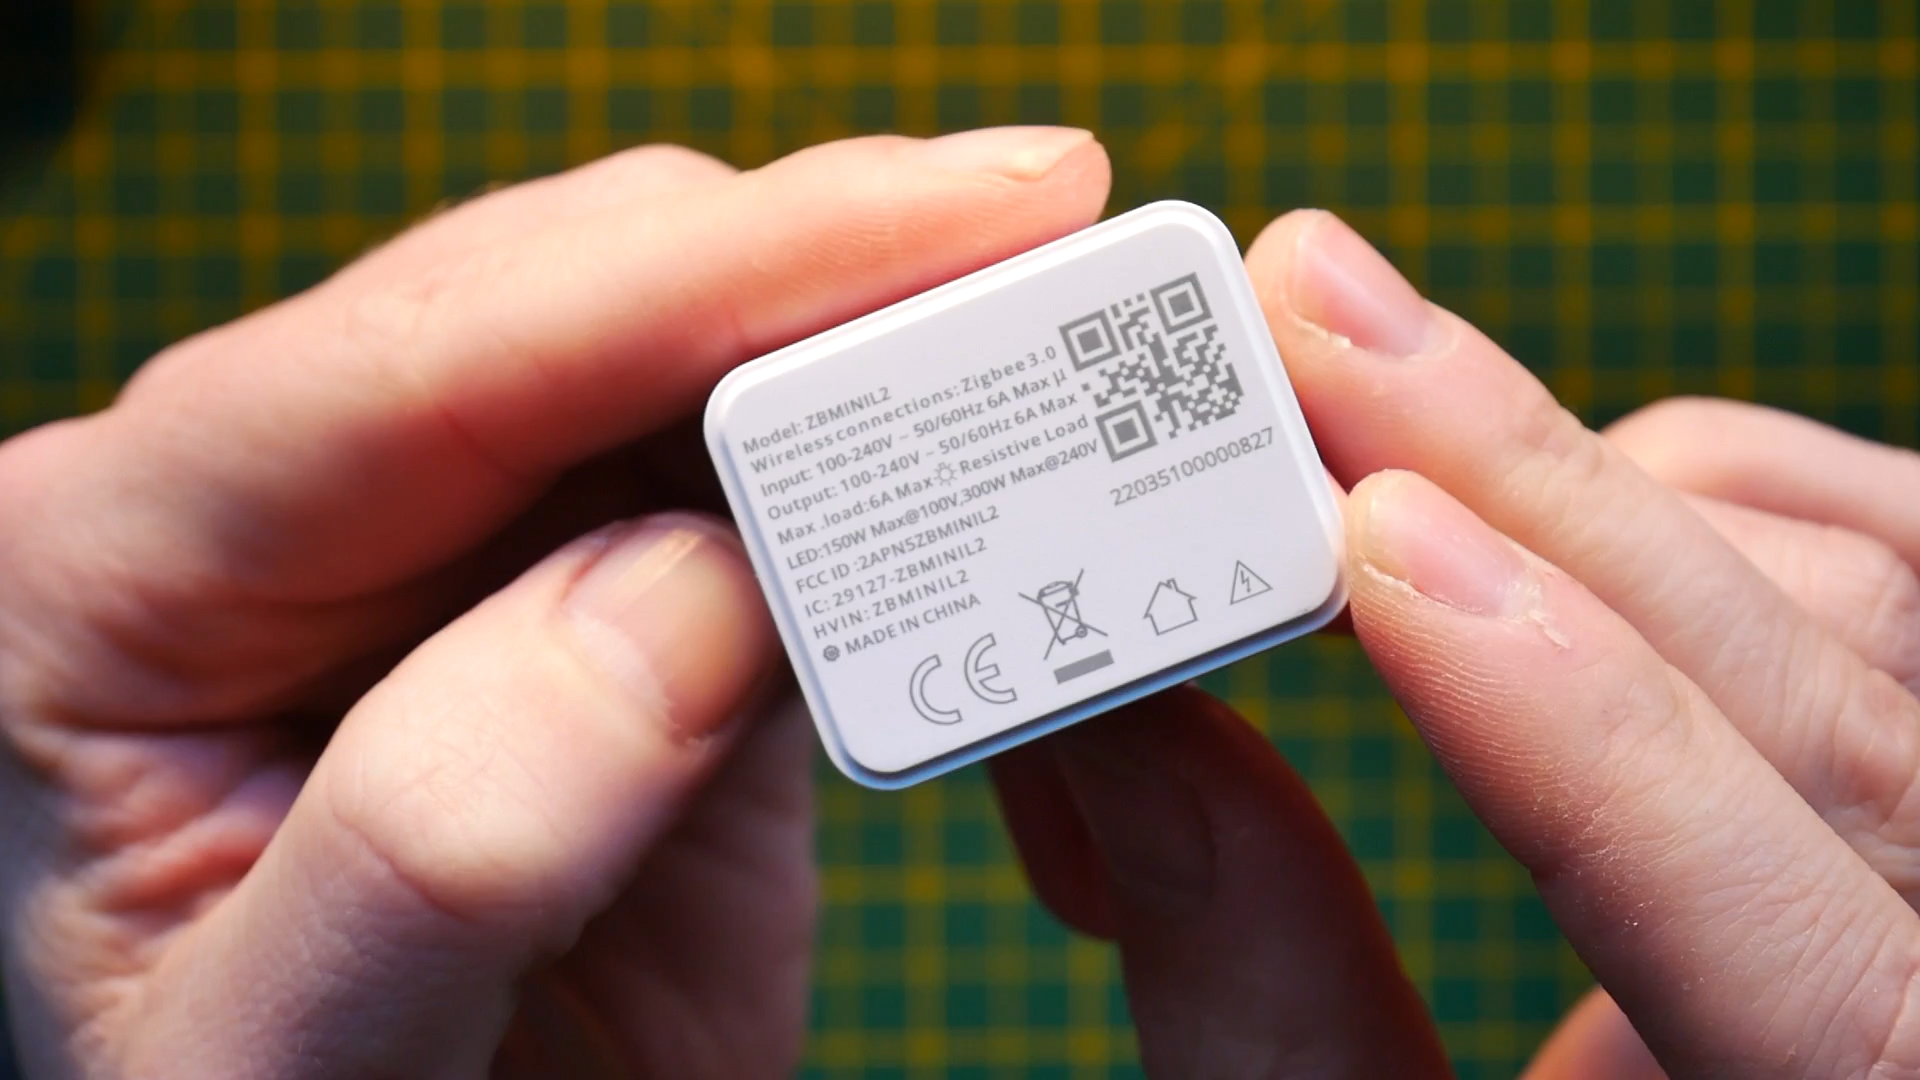 Model: ZBMINIL2
Wireless connections: Zigbee 3.0
Input: 100-240V ~ 50/60Hz 6A Max μ
Output: 100-240V ~ 50/60Hz 6A Max
Max .load:6A Max Resistive Load
LED:150W Max@100V,300W Max@240V
FCC ID :2APN5ZBMINIL2
IC: 29127-ZBMINIL2
HVIN: ZBMINIL2
MADE IN CHINA
CE
2203510000827